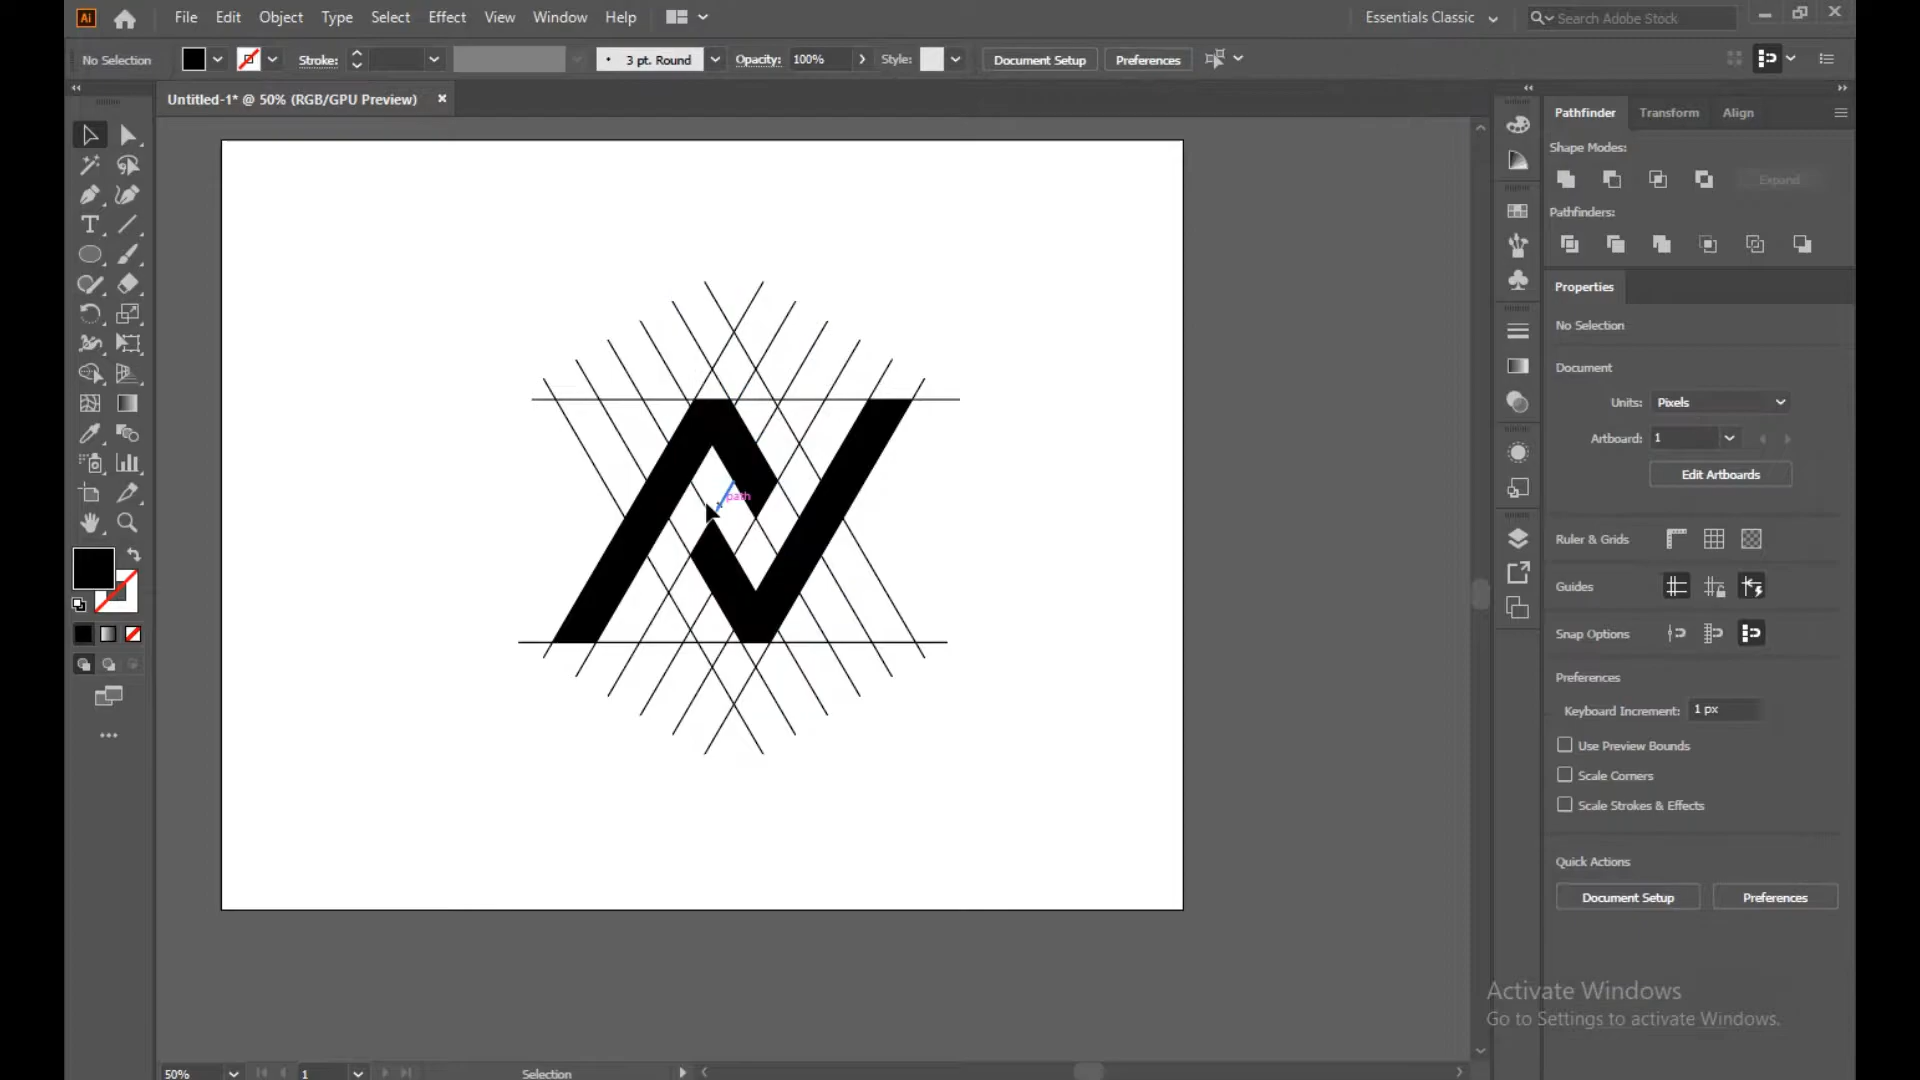 Ai File Edit Object Type Select Effect View Window Help Essentials Classic Search Adobe Stock
No Selection Stroke: 3 pt. Round Opacity: 100% Style: Document Setup Preferences
Untitled-1* @ 50% (RGB/GPU Preview)
Pathfinder Transform Align
Shape Modes:
Expand
Pathfinders:
Properties
No Selection
Document
Units: Pixels
Artboard: 1
Edit Artboards
path
Ruler & Grids
Guides
Snap Options
Preferences
Keyboard Increment: 1 px
Use Preview Bounds
Scale Corners
Scale Strokes & Effects
Quick Actions
Document Setup Preferences
Activate Windows
Go to Settings to activate Windows.
50% 1 Selection